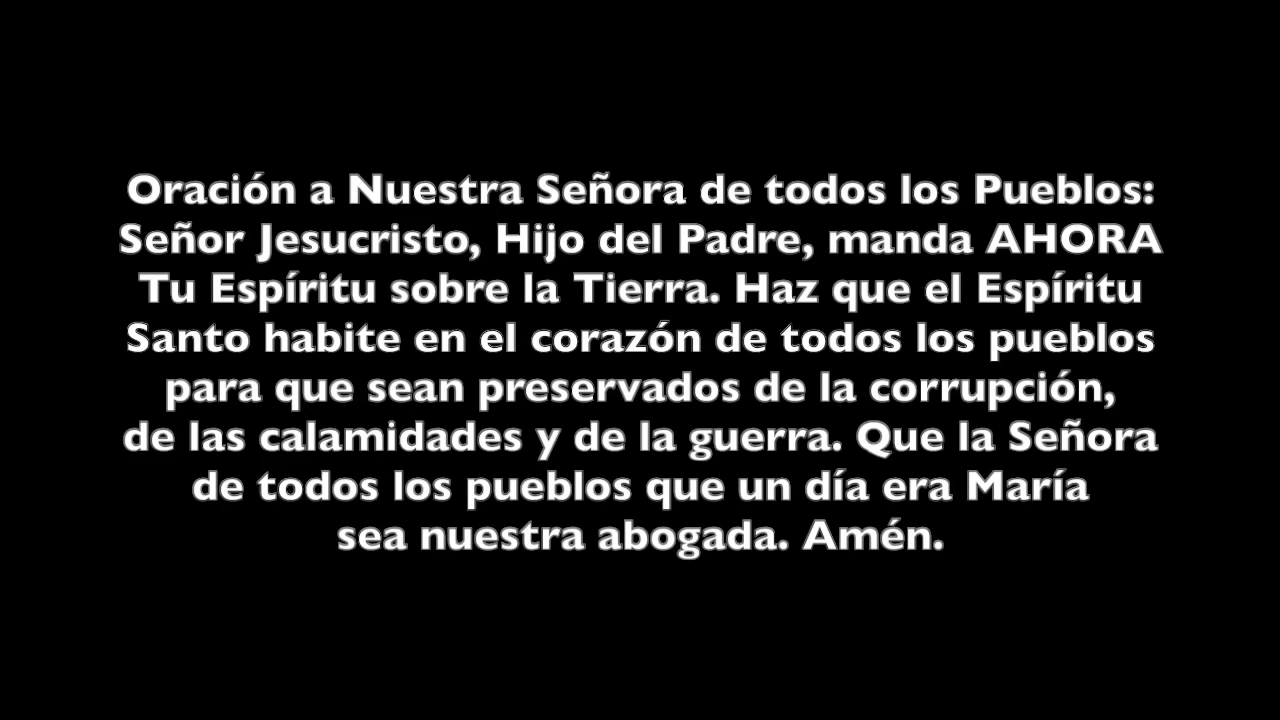 Oración a Nuestra Señora de todos los Pueblos:
Señor Jesucristo, Hijo del Padre, manda AHORA
Tu Espíritu sobre la Tierra. Haz que el Espíritu
Santo habite en el corazón de todos los pueblos
para que sean preservados de la corrupción,
de las calamidades y de la guerra. Que la Señora
de todos los pueblos que un día era María
sea nuestra abogada. Amén.